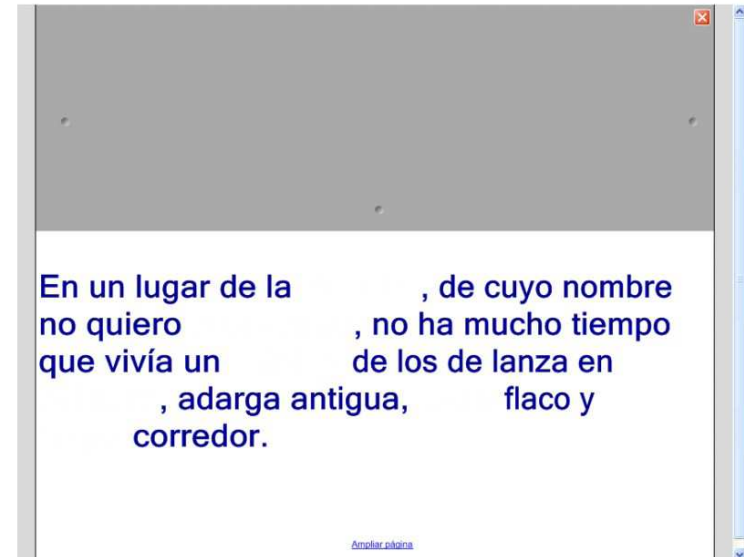 En un lugar de la , de cuyo nombre
no quiero , no ha mucho tiempo
que vivía un de los de lanza en
, adarga antigua, flaco y
corredor.
Ampliar página